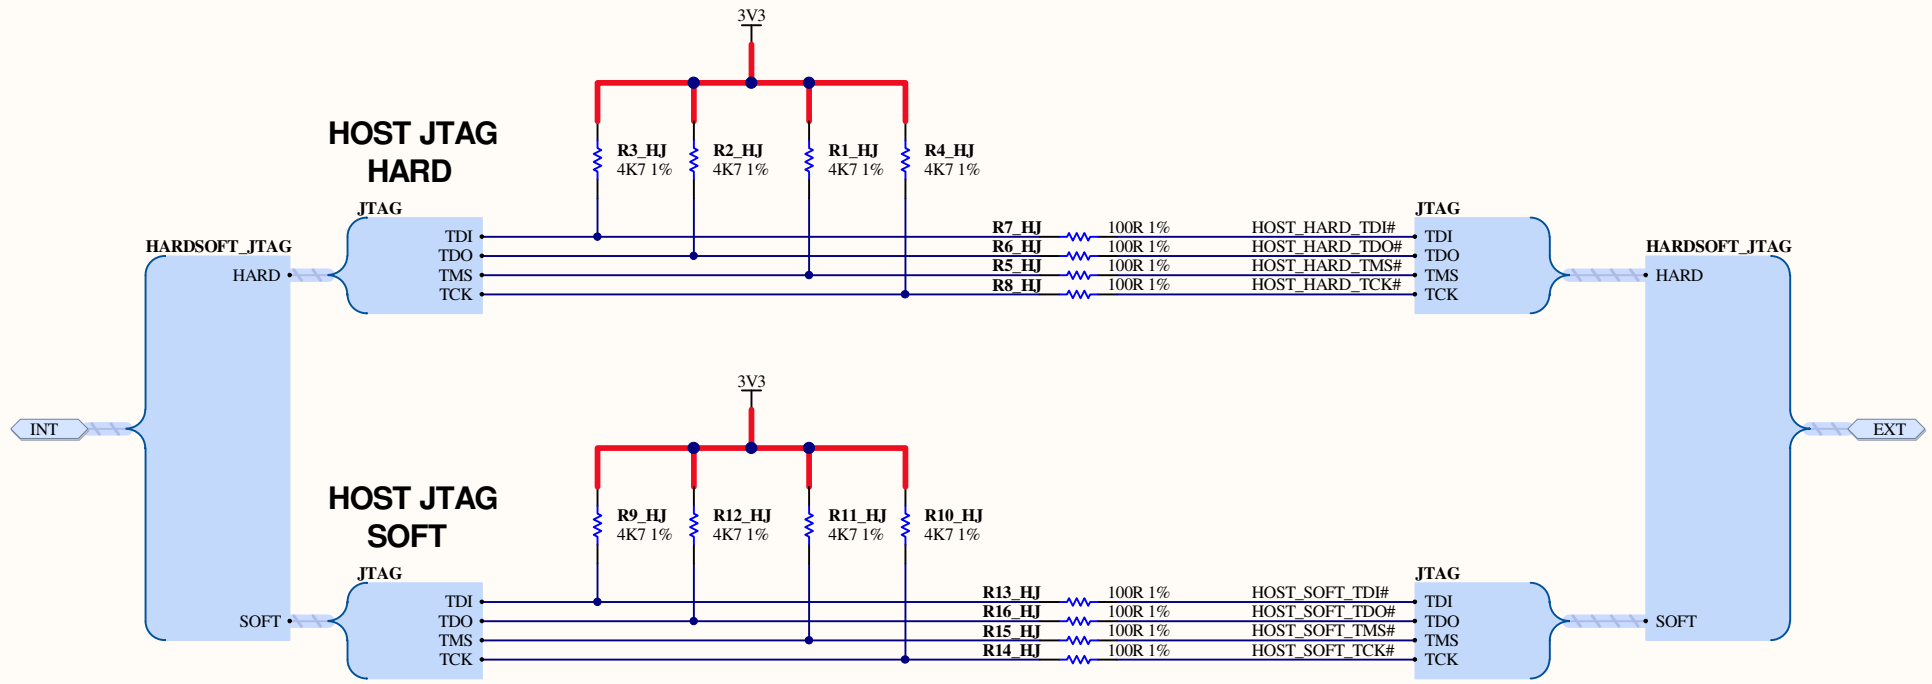 3V3
HOST JTAG
HARD
R3_HJ
4K7 1%
R2_HJ
4K7 1%
R1_HJ
4K7 1%
R4_HJ
4K7 1%
HARDSOFT_JTAG
HARD
JTAG
TDI
TDO
TMS
TCK
R7_HJ 100R 1% HOST_HARD_TDI#
R6_HJ 100R 1% HOST_HARD_TDO#
R5_HJ 100R 1% HOST_HARD_TMS#
R8_HJ 100R 1% HOST_HARD_TCK#
JTAG
TDI
TDO
TMS
TCK
HARDSOFT_JTAG
HARD
INT
EXT
3V3
HOST JTAG
SOFT
R9_HJ
4K7 1%
R12_HJ
4K7 1%
R11_HJ
4K7 1%
R10_HJ
4K7 1%
SOFT
JTAG
TDI
TDO
TMS
TCK
R13_HJ 100R 1% HOST_SOFT_TDI#
R16_HJ 100R 1% HOST_SOFT_TDO#
R15_HJ 100R 1% HOST_SOFT_TMS#
R14_HJ 100R 1% HOST_SOFT_TCK#
JTAG
TDI
TDO
TMS
TCK
SOFT